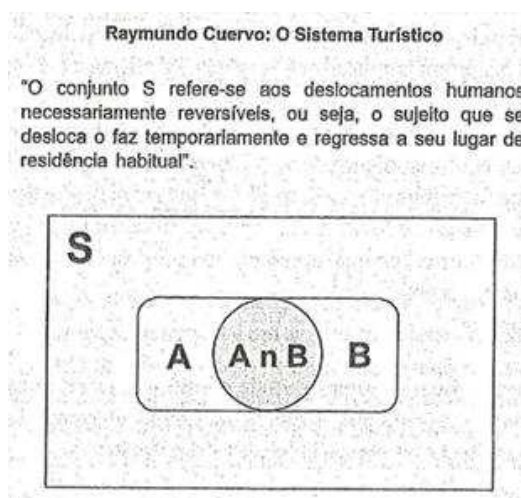 Raymundo Cuervo: O Sistema Turístico
"O conjunto S refere-se aos deslocamentos humanos
necessariamente reversíveis, ou seja, o sujeito que se
desloca o faz temporariamente e regressa a seu lugar de
residência habitual".
S
A A n B B